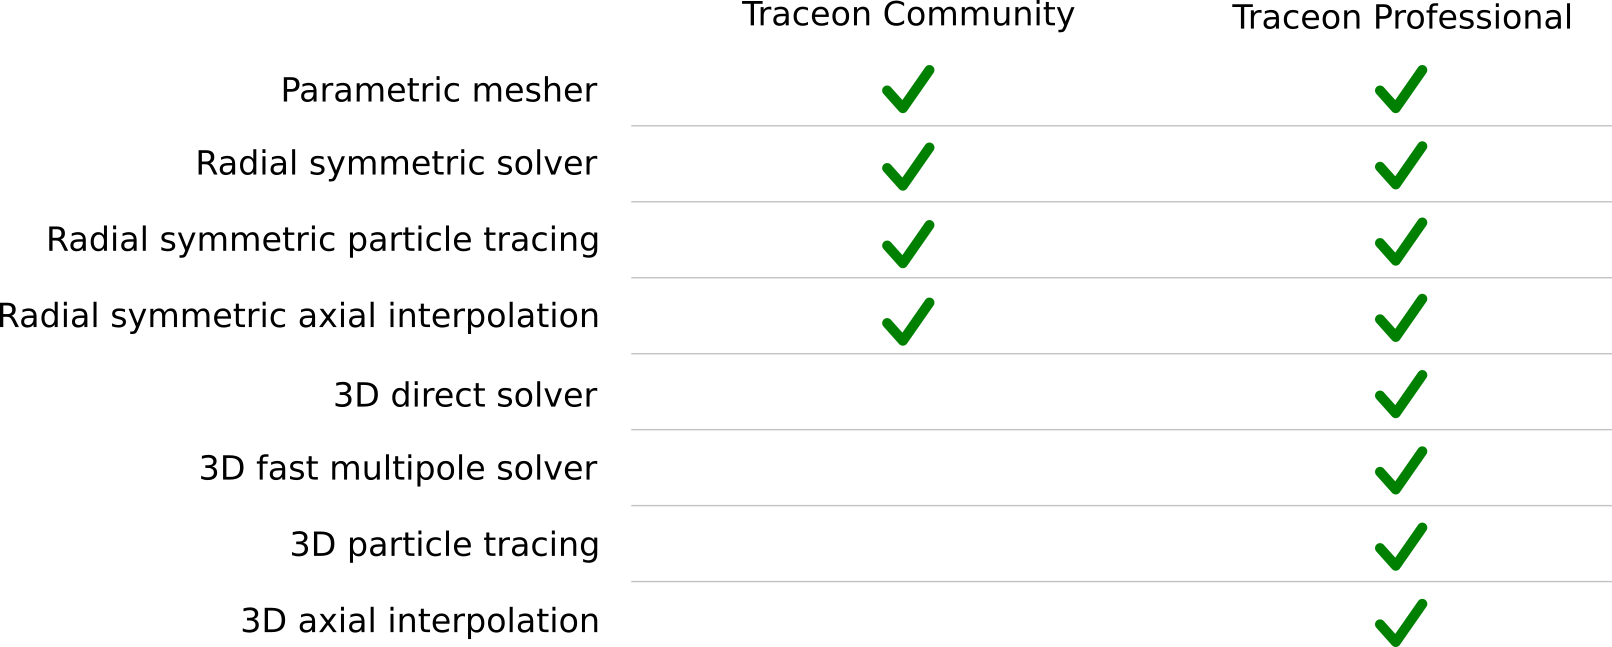 Traceon Community Traceon Professional
Parametric mesher
Radial symmetric solver
Radial symmetric particle tracing
Radial symmetric axial interpolation
3D direct solver
3D fast multipole solver
3D particle tracing
3D axial interpolation